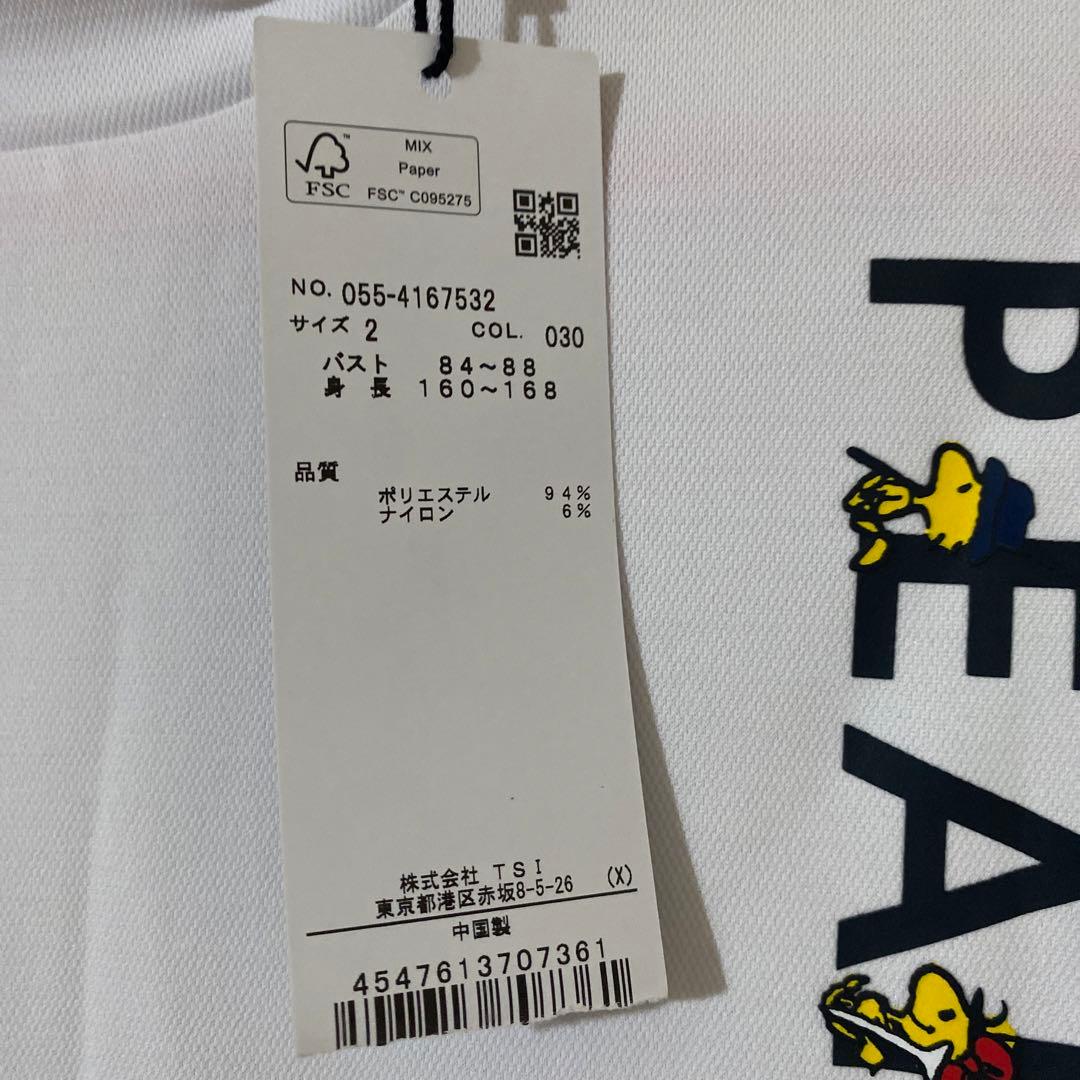 MIX
Paper
FSC™ C095275
FSC
NO. 055-4167532
サイズ 2 COL. 030
バスト 84～88
身長 160～168
品質
ポリエステル 94%
ナイロン 6%
株式会社 TSI
東京都港区赤坂8-5-26 (X)
中国製
4547613707361
PEA